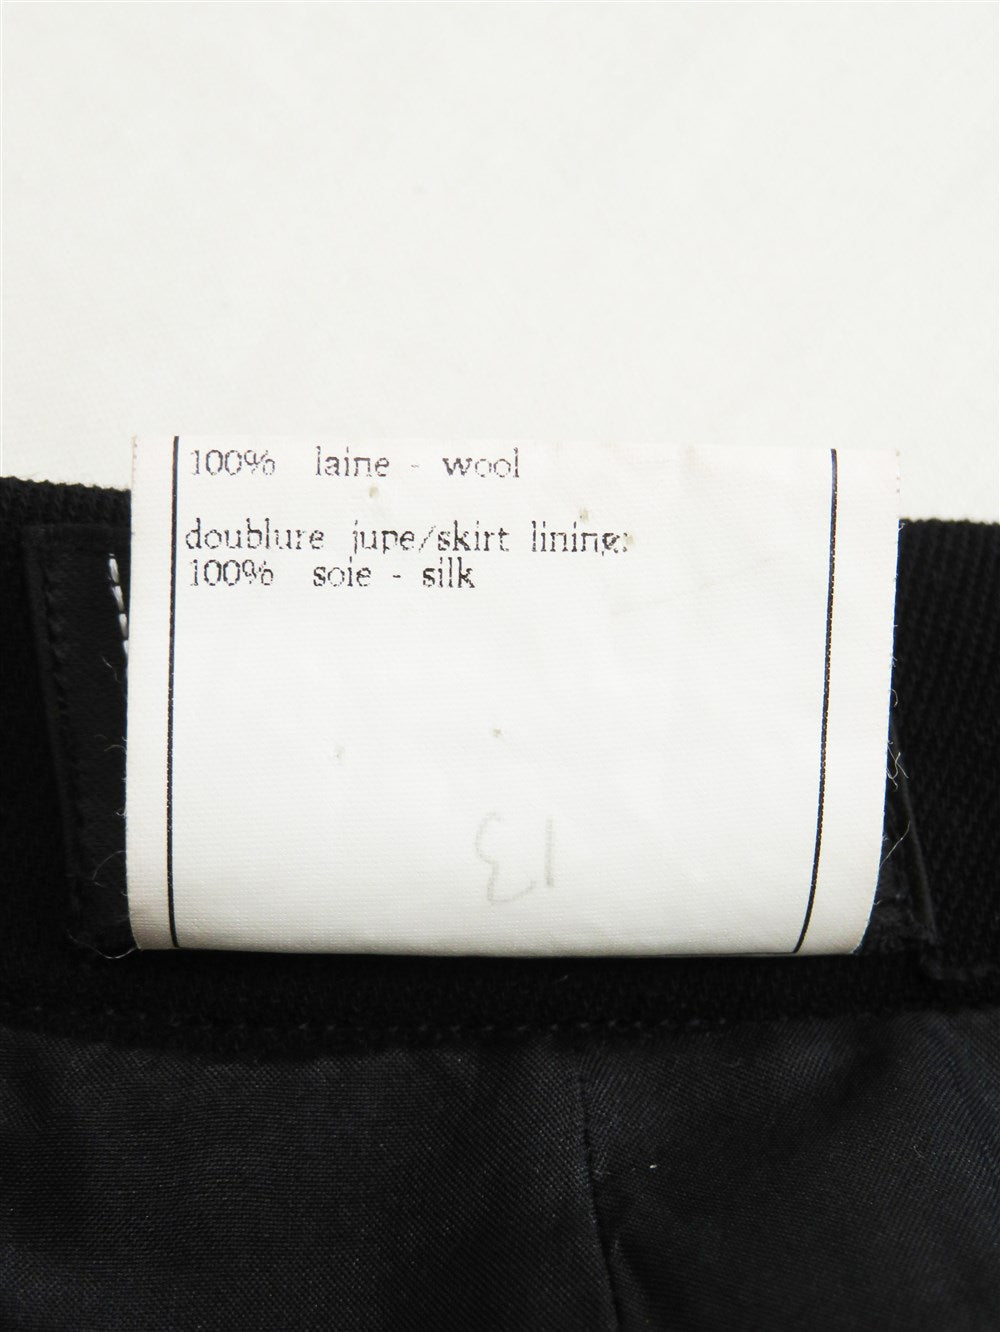 100% laine - wool
doublure jupe/skirt lining:
100% soie - silk
13